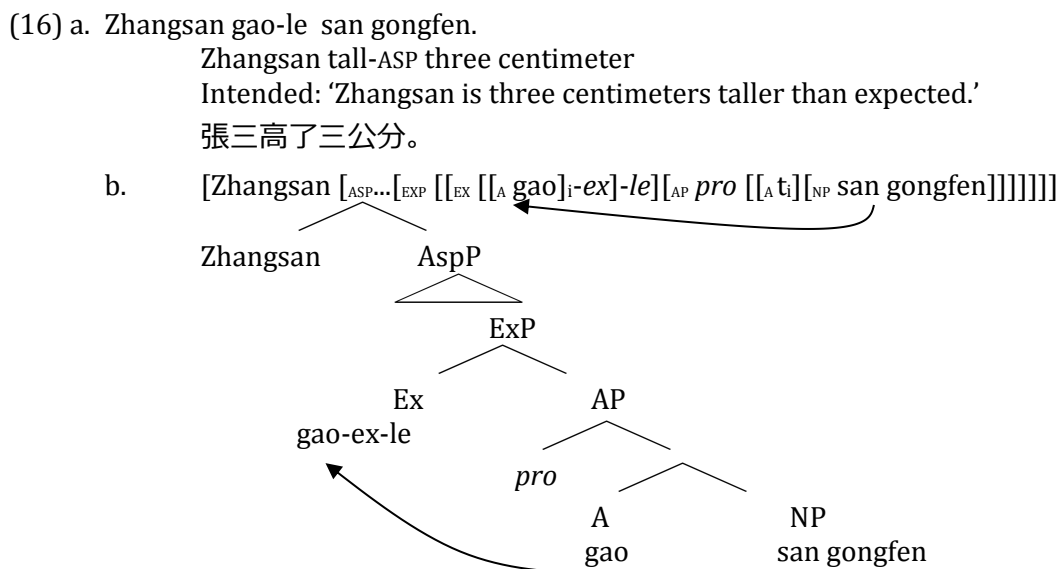 (16) a. Zhangsan gao-le san gongfen.
Zhangsan tall-ASP three centimeter
Intended: ‘Zhangsan is three centimeters taller than expected.’
張三高了三公分。
b. [Zhangsan [ASP...[EXP [[EX [[A gao]i-ex]-le][AP pro [[A ti][NP san gongfen]]]]]]]
Zhangsan AspP
ExP
Ex AP
gao-ex-le
pro
A NP
gao san gongfen